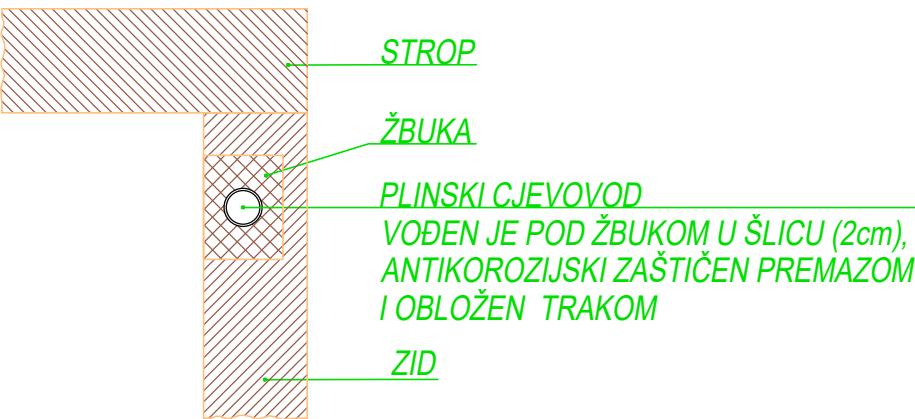 STROP
ŽBUKA
PLINSKI CJEVOVOD
VOĐEN JE POD ŽBUKOM U ŠLICU (2cm),
ANTIKOROZIJSKI ZAŠTIČEN PREMAZOM
I OBLOŽEN TRAKOM
ZID